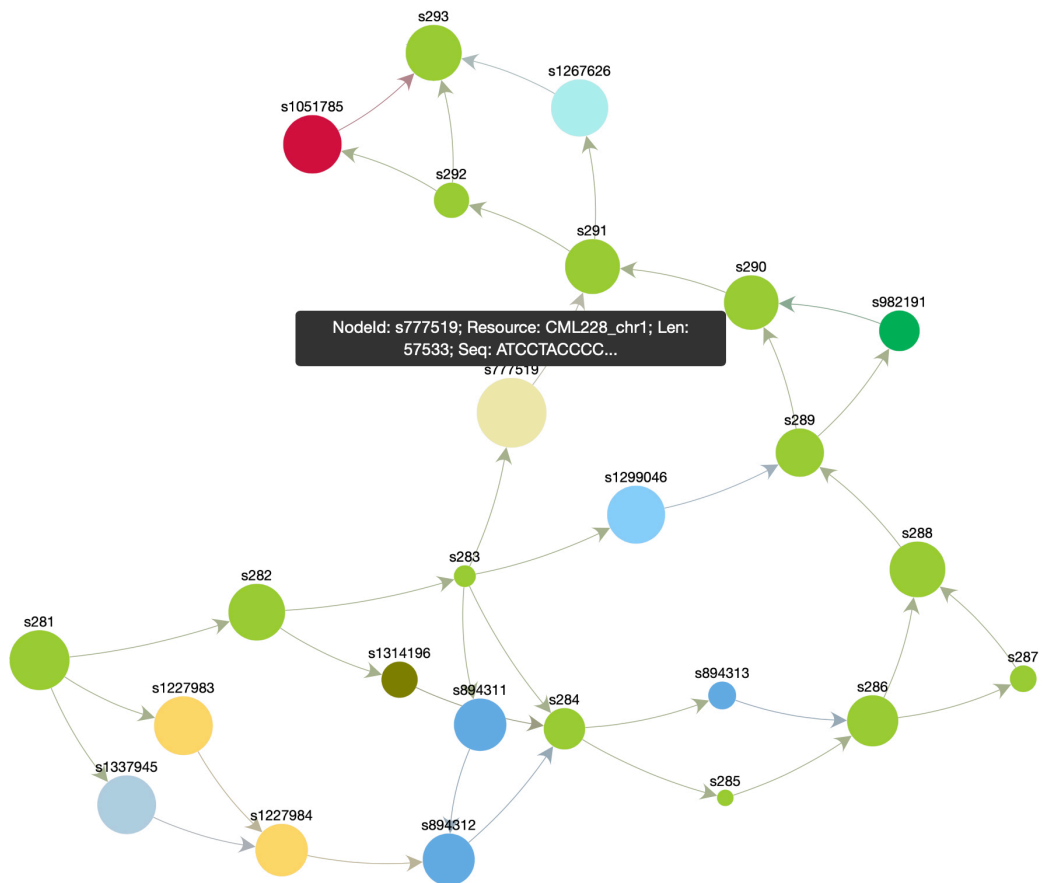 s293
s1267626
s1051785
s292
s291
s290
s982191
NodeId: s777519; Resource: CML228_chr1; Len:
57533; Seq: ATCCTACCCC...
s777519
s289
s1299046
s288
s283
s282
s281
s1314196
s287
s894313
s286
s894311
s284
s1227983
s1337945
s285
s1227984
s894312